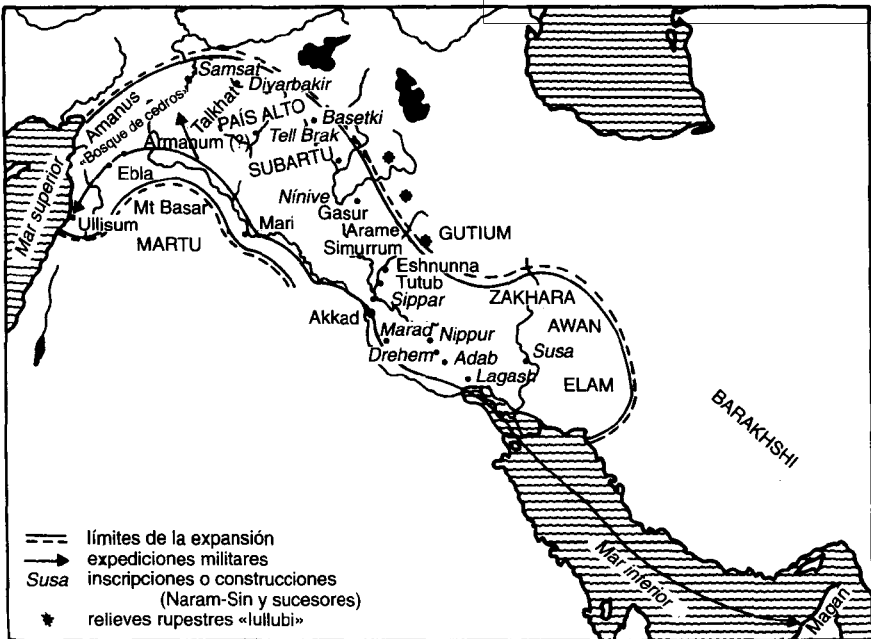 Samsat
Diyarbakir
Amanus
«Bosque de cedros»
Talkhat
PAÍS ALTO
Basetki
Tell Brak
Armanum (?)
SUBARTU
Mar superior
Ebla
Nínive
Gasur
Ullisum
Mt Basar
Mari
Arame
GUTIUM
MARTU
Simurrum
Eshnunna
Tutub
ZAKHARA
Sippar
AWAN
Akkad
Marad
Nippur
Drehem
Adab
Susa
Lagash
ELAM
BARAKHSHI
Mar inferior
Magan
límites de la expansión
expediciones militares
Susa inscripciones o construcciones
(Naram-Sin y sucesores)
relieves rupestres «lullubi»